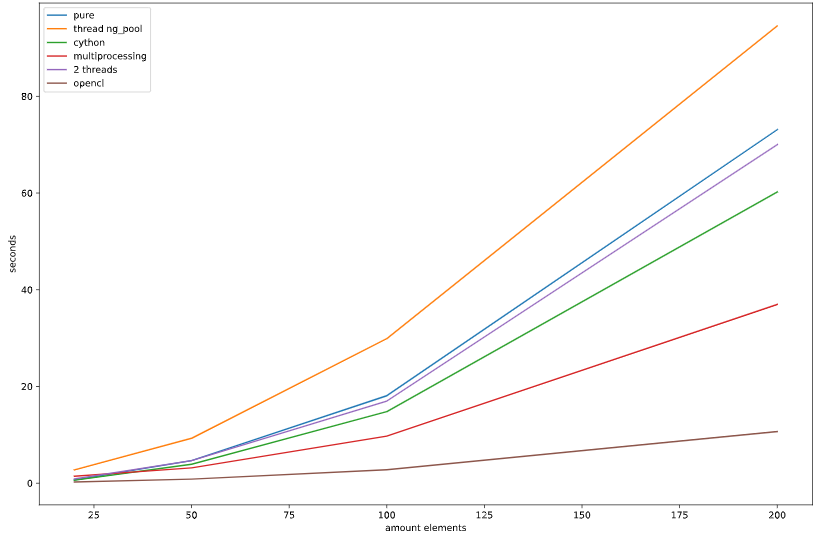 pure
thread ng_pool
cython
multiprocessing
2 threads
opencl
80
60
40
20
0
seconds
25
50
75
100
125
150
175
200
amount elements